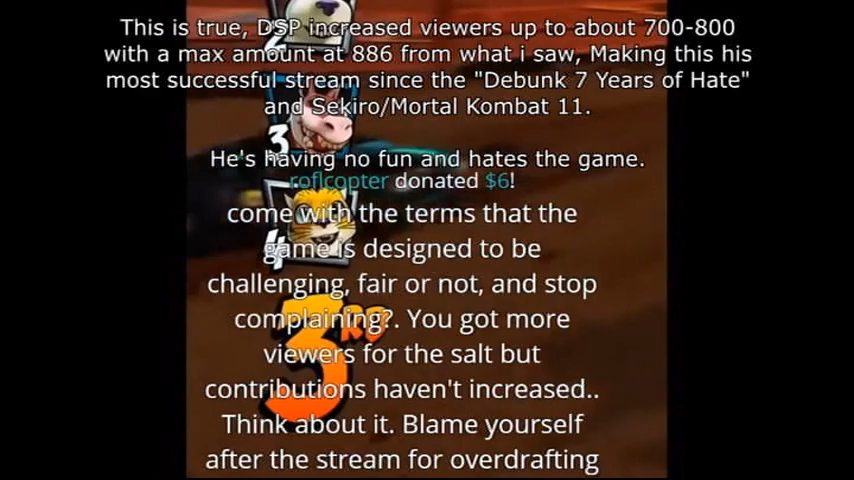 This is true, DSP increased viewers up to about 700-800
with a max amount at 886 from what i saw, Making this his
most successful stream since the "Debunk 7 Years of Hate"
and Sekiro/Mortal Kombat 11.
2
3
He's having no fun and hates the game.
roflcopter donated $6!
come with the terms that the
4
game is designed to be
challenging, fair or not, and stop
complaining?. You got more
3RD
viewers for the salt but
contributions haven't increased..
Think about it. Blame yourself
after the stream for overdrafting